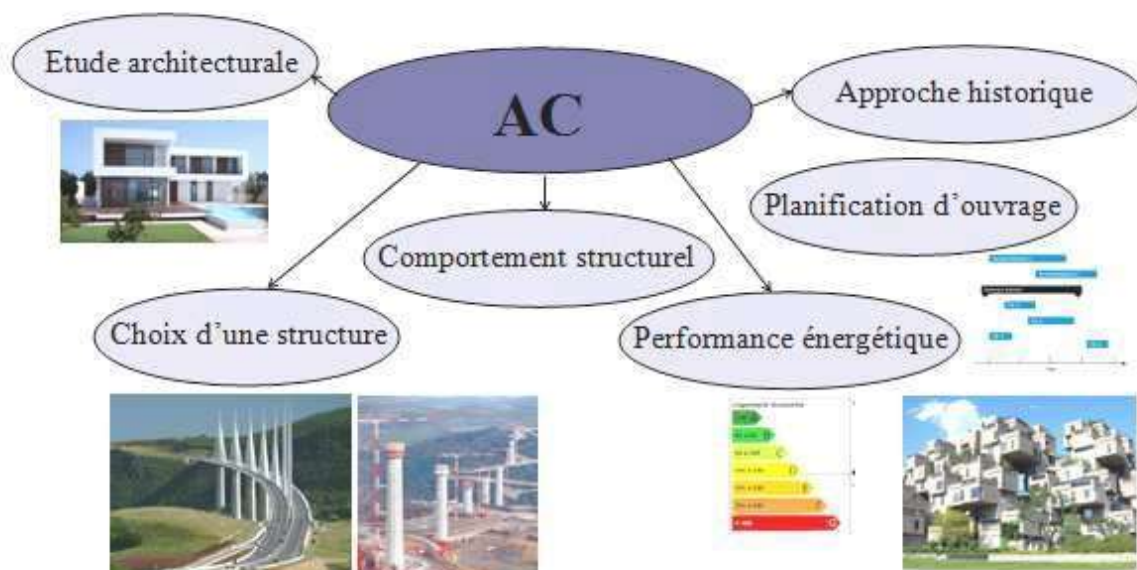 Etude architecturale
AC
Approche historique
Planification d'ouvrage
Comportement structurel
Choix d'une structure
Performance énergétique